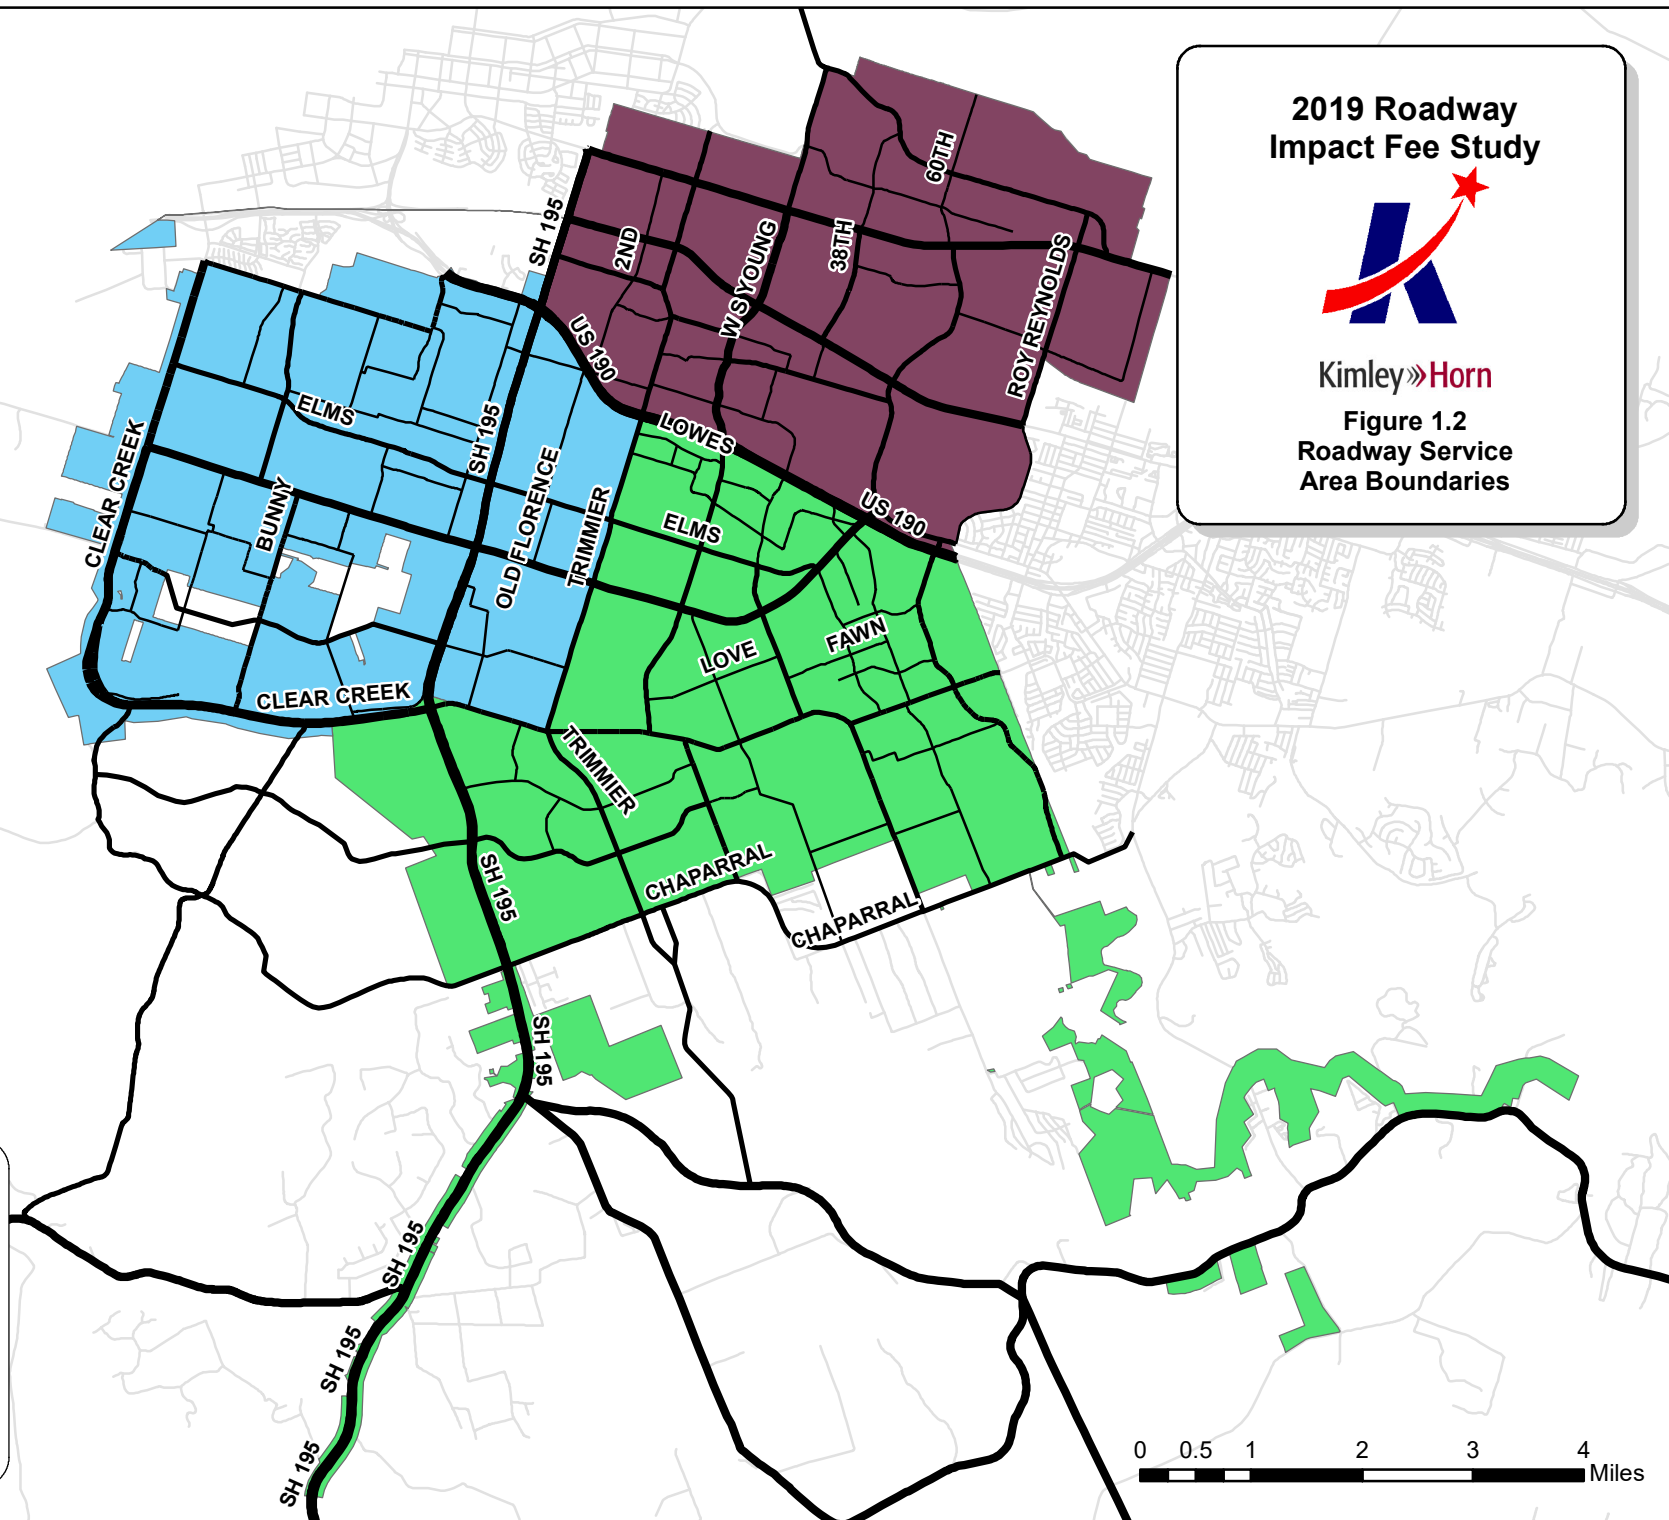 2019 Roadway
Impact Fee Study
Kimley»Horn
Figure 1.2
Roadway Service
Area Boundaries
60TH
SH 195
2ND
W S YOUNG
38TH
ROY REYNOLDS
US 190
ELMS
SH 195
LOWES
CLEAR CREEK
BUNNY
OLD FLORENCE
TRIMMIER
ELMS
US 190
LOVE
FAWN
CLEAR CREEK
TRIMMIER
CHAPARRAL
SH 195
CHAPARRAL
SH 195
SH 195
SH 195
SH 195
0 0.5 1 2 3 4
Miles